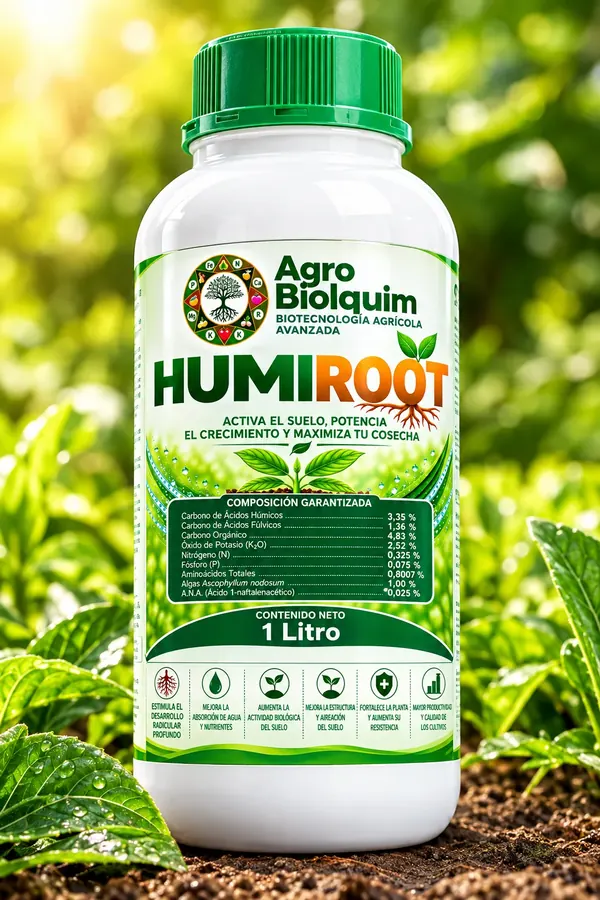 Agro
Biolquim
BIOTECNOLOGÍA AGRÍCOLA
AVANZADA
HUMIROOT
ACTIVA EL SUELO, POTENCIA
EL CRECIMIENTO Y MAXIMIZA TU COSECHA
COMPOSICIÓN GARANTIZADA
Carbono de Ácidos Húmicos 3,35 %
Carbono de Ácidos Fúlvicos 1,36 %
Carbono Orgánico 4,83 %
Óxido de Potasio (K₂O) 2,52 %
Nitrógeno (N) 0,325 %
Fósforo (P) 0,075 %
Aminoácidos Totales 0,8007 %
Algas Ascophyllum nodosum 1,00 %
A.N.A. (Ácido 1-naftalenacético) *0,025 %
CONTENIDO NETO
1 Litro
ESTIMULA EL
DESARROLLO
RADICULAR
PROFUNDO
MEJORA LA
ABSORCIÓN DE AGUA
Y NUTRIENTES
AUMENTA LA
ACTIVIDAD BIOLÓGICA
DEL SUELO
MEJORA LA ESTRUCTURA
Y AIREACIÓN
DEL SUELO
FORTALECE LA PLANTA
Y AUMENTA SU
RESISTENCIA
MAYOR PRODUCTIVIDAD
Y CALIDAD DE
LOS CULTIVOS